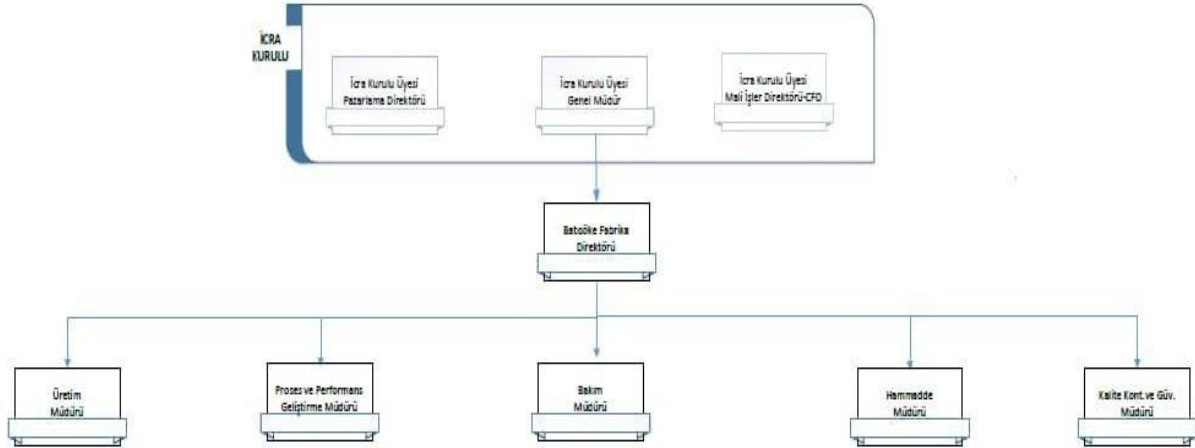 İCRA
KURULU
İcra Kurulu Üyesi
Pazarlama Direktörü
İcra Kurulu Üyesi
Genel Müdür
İcra Kurulu Üyesi
Mali İşler Direktörü-CFO
Batısöke Fabrika
Direktörü
Üretim
Müdürü
Proses ve Performans
Geliştirme Müdürü
Bakım
Müdürü
Hammadde
Müdürü
Kalite Kont. ve Güv.
Müdürü